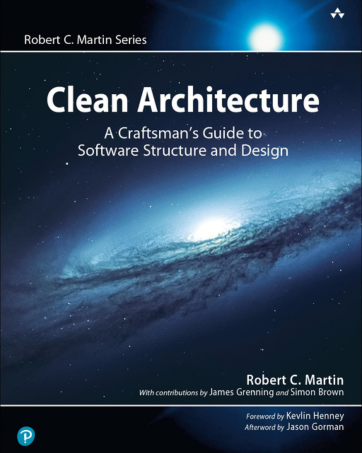 Robert C. Martin Series
Clean Architecture
A Craftsman's Guide to
Software Structure and Design
Robert C. Martin
With contributions by James Grenning and Simon Brown
Foreword by Kevlin Henney
Afterword by Jason Gorman